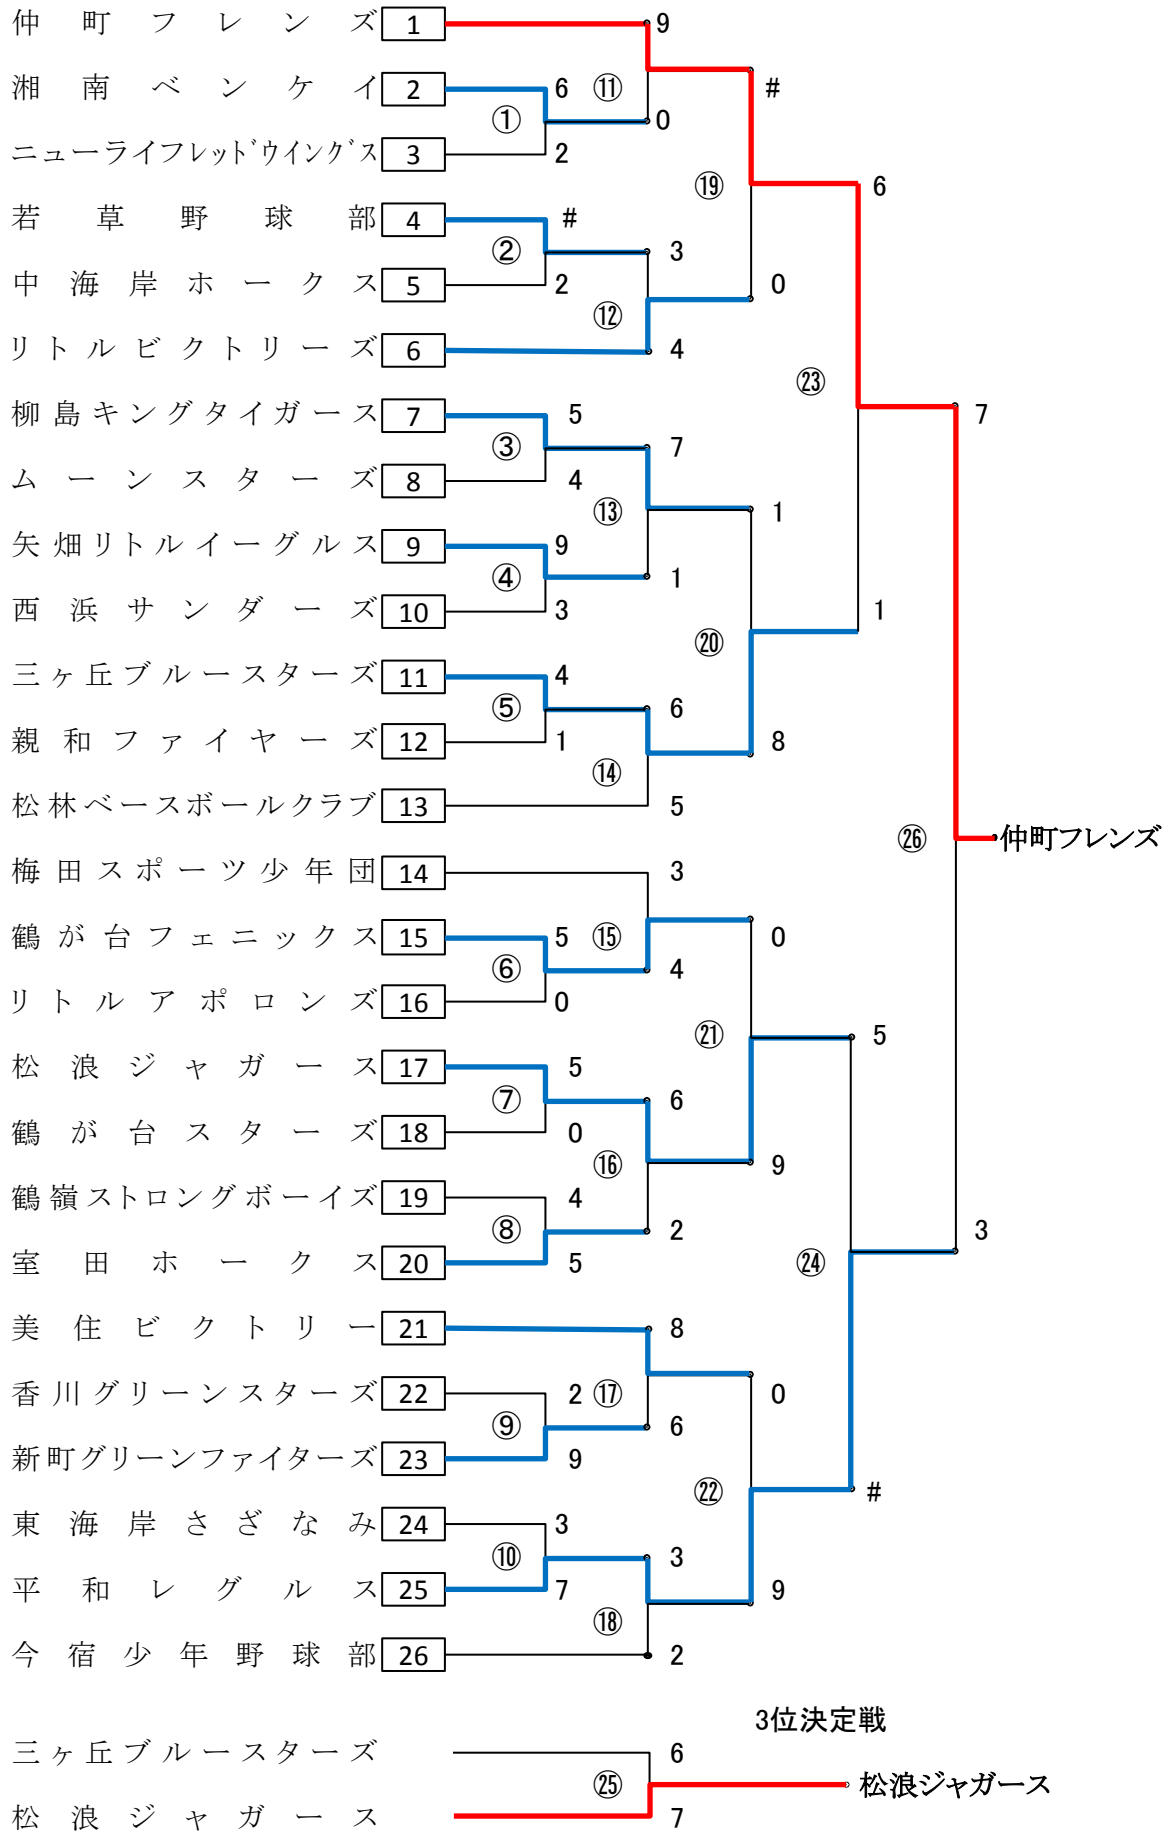 仲町フレンズ 1 9
湘南ベンケイ 2 6 ⑪ #
① 0
ニューライフレッドウイングス 3 2
⑲ 6
若草野球部 4 #
② 3
中海岸ホークス 5 2 0
⑫
リトルビクトリーズ 6 4
㉓
柳島キングタイガース 7 5 7
③ 7
ムーンスターズ 8 4
⑬ 1
矢畑リトルイーグルス 9 9
④ 1
西浜サンダーズ 10 3 1
⑳
三ヶ丘ブルースターズ 11 4
⑤ 6
親和ファイヤーズ 12 1 8
⑭
松林ベースボールクラブ 13 5
㉖ 仲町フレンズ
梅田スポーツ少年団 14 3
鶴が台フェニックス 15 5 ⑮ 0
⑥ 4
リトルアポロンズ 16 0
㉑ 5
松浪ジャガース 17 5
⑦ 6
鶴が台スターズ 18 0
⑯ 9
鶴嶺ストロングボーイズ 19 4
⑧ 2 3
室田ホークス 20 5 ㉔
美住ビクトリー 21 8
香川グリーンスターズ 22 2 ⑰ 0
⑨ 6
新町グリーンファイターズ 23 9
㉒ #
東海岸さざなみ 24 3
⑩ 3
平和レグルス 25 7 9
⑱
今宿少年野球部 26 2
3位決定戦
三ヶ丘ブルースターズ 6
㉕ 松浪ジャガース
松浪ジャガース 7